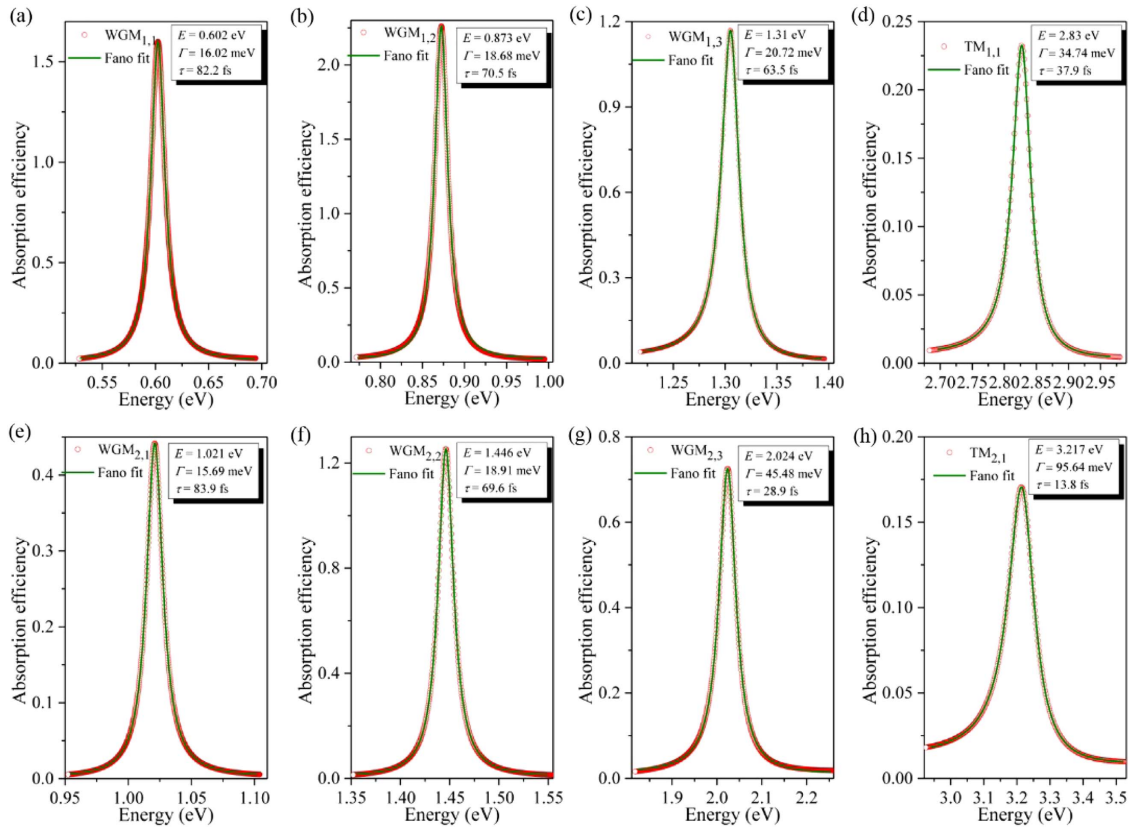 (a)
WGM1,1
Fano fit
E = 0.602 eV
Γ = 16.02 meV
τ = 82.2 fs
1.5
1.0
0.5
0.0
Absorption efficiency
0.55 0.60 0.65 0.70
Energy (eV)
(b)
WGM1,2
Fano fit
E = 0.873 eV
Γ = 18.68 meV
τ = 70.5 fs
2.0
1.5
1.0
0.5
0.0
Absorption efficiency
0.80 0.85 0.90 0.95 1.00
Energy (eV)
(c)
WGM1,3
Fano fit
E = 1.31 eV
Γ = 20.72 meV
τ = 63.5 fs
1.2
0.9
0.6
0.3
0.0
Absorption efficiency
1.25 1.30 1.35 1.40
Energy (eV)
(d)
TM1,1
Fano fit
E = 2.83 eV
Γ = 34.74 meV
τ = 37.9 fs
0.25
0.20
0.15
0.10
0.05
0.00
Absorption efficiency
2.70 2.75 2.80 2.85 2.90 2.95
Energy (eV)
(e)
WGM2,1
Fano fit
E = 1.021 eV
Γ = 15.69 meV
τ = 83.9 fs
0.4
0.3
0.2
0.1
0.0
Absorption efficiency
0.95 1.00 1.05 1.10
Energy (eV)
(f)
WGM2,2
Fano fit
E = 1.446 eV
Γ = 18.91 meV
τ = 69.6 fs
1.2
0.8
0.4
0.0
Absorption efficiency
1.35 1.40 1.45 1.50 1.55
Energy (eV)
(g)
WGM2,3
Fano fit
E = 2.024 eV
Γ = 45.48 meV
τ = 28.9 fs
0.8
0.6
0.4
0.2
0.0
Absorption efficiency
1.9 2.0 2.1 2.2
Energy (eV)
(h)
TM2,1
Fano fit
E = 3.217 eV
Γ = 95.64 meV
τ = 13.8 fs
0.20
0.15
0.10
0.05
0.00
Absorption efficiency
3.0 3.1 3.2 3.3 3.4 3.5
Energy (eV)